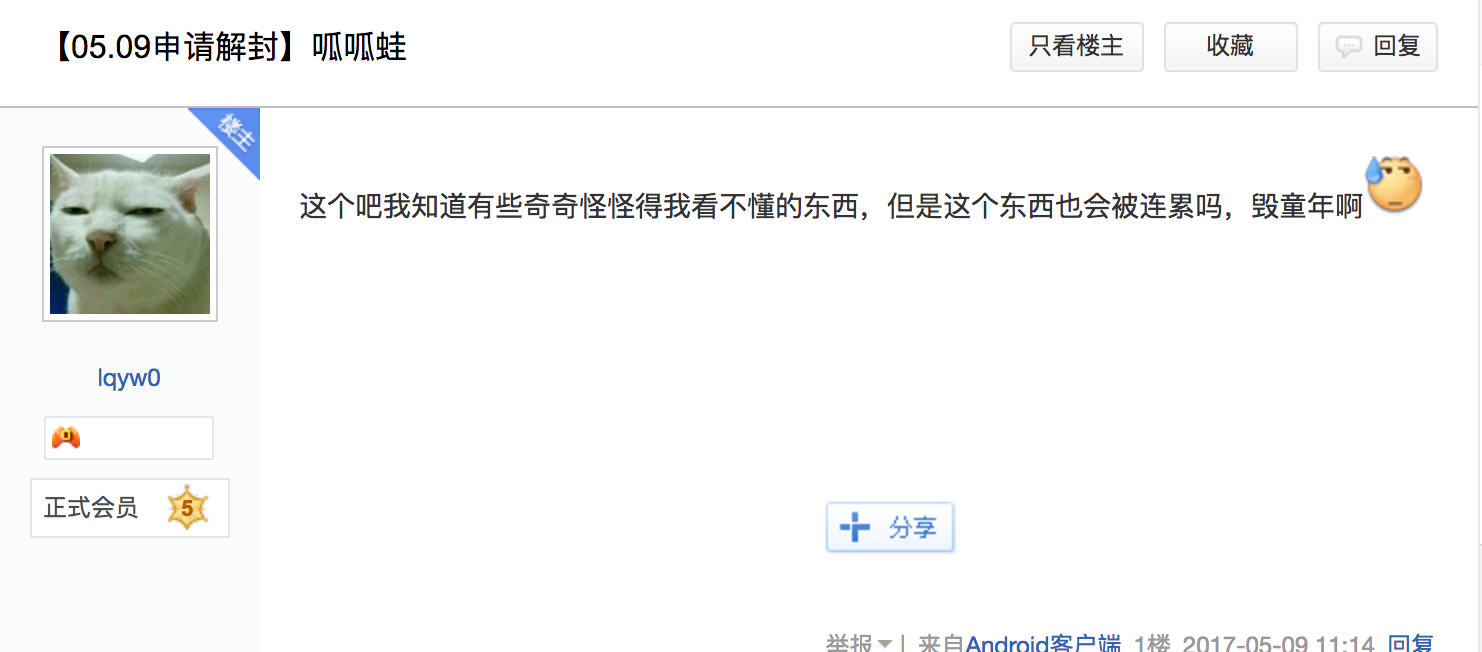 【05.09申请解封】呱呱蛙
只看楼主
收藏
回复
楼主
这个吧我知道有些奇奇怪怪得我看不懂的东西，但是这个东西也会被连累吗，毁童年啊
lqyw0
正式会员 5
分享
举报 | 来自Android客户端 1楼 2017-05-09 11:14 回复